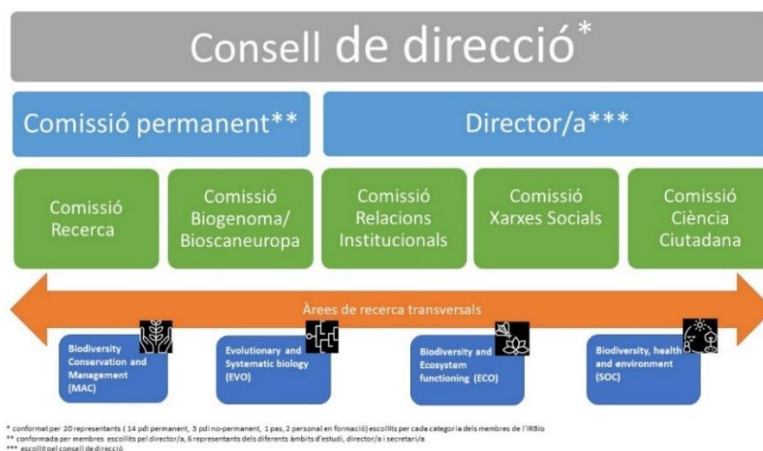 Consell de direcció*
Comissió permanent**
Director/a***
Comissió
Recerca
Comissió
Biogenoma/
Bioscaneuropa
Comissió
Relacions
Institucionals
Comissió
Xarxes Socials
Comissió
Ciència
Ciutadana
Àrees de recerca transversals
Biodiversity
Conservation and
Management
(MAC)
Evolutionary and
Systematic biology
(EVO)
Biodiversity and
Ecosystem
functioning (ECO)
Biodiversity, health
and environment
(SOC)
* conformat per 20 representants ( 14 pdi permanent, 3 pdi no-permanent, 1 pas, 2 personal en formació) escollits per cada categoria dels membres de l'IRBio
** conformada per membres escollits pel director/a, 6 representants dels diferents àmbits d'estudi, director/a i secretari/a
*** escollit pel consell de direcció